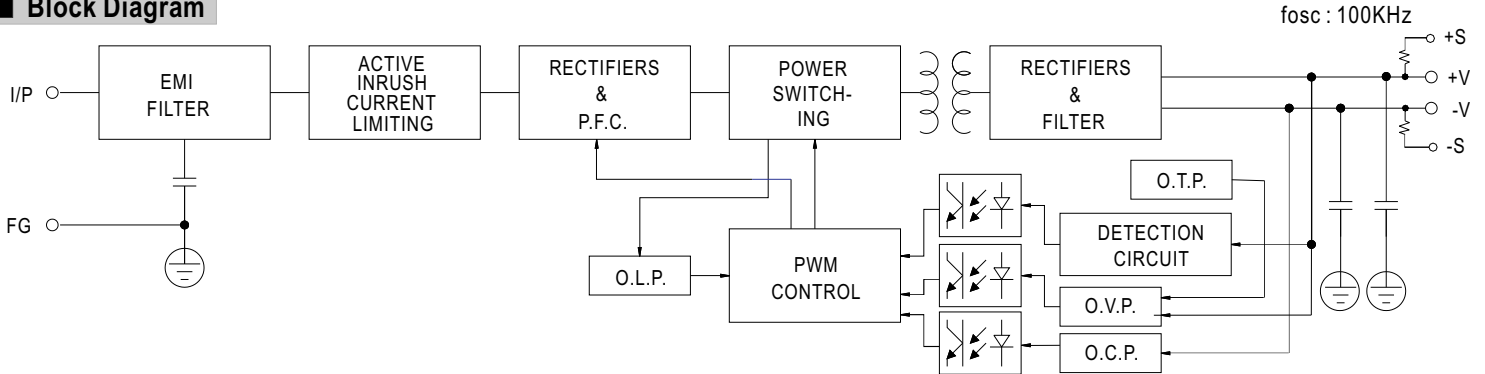 Block Diagram
fosc : 100KHz
I/P
EMI
FILTER
ACTIVE
INRUSH
CURRENT
LIMITING
RECTIFIERS
&
P.F.C.
POWER
SWITCH-
ING
RECTIFIERS
&
FILTER
+S
+V
-V
-S
FG
O.L.P.
PWM
CONTROL
O.T.P.
DETECTION
CIRCUIT
O.V.P.
O.C.P.